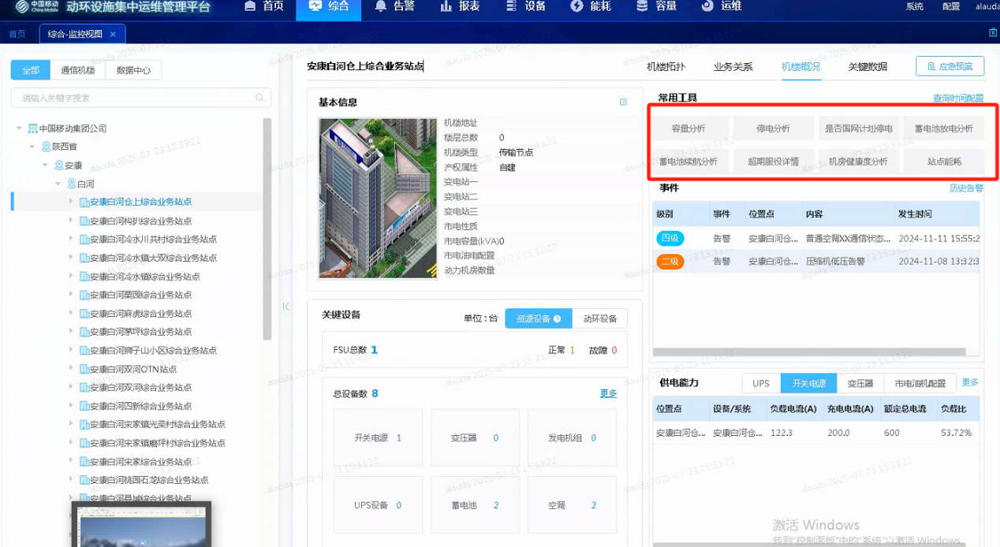 中国移动
China Mobile
动环设施集中运维管理平台
首页
综合
告警
报表
设备
能耗
容量
运维
系统
配置
alauda
首页
综合-监控视图 ×
全部
通信机楼
数据中心
请输入关键字搜索
中国移动集团公司
陕西省
安康
白河
安康白河仓上综合业务站点
安康白河构扒综合业务站点
安康白河冷水川共村综合业务站点
安康白河冷水镇大双综合业务站点
安康白河冷水镇综合业务站点
安康白河栗园综合业务站点
安康白河麻虎综合业务站点
安康白河茅坪综合业务站点
安康白河狮子山小区综合业务站点
安康白河双河OTN站点
安康白河双河综合业务站点
安康白河四新综合业务站点
安康白河宋家镇光荣村综合业务站点
安康白河宋家镇磨坪村综合业务站点
安康白河宋家综合业务站点
安康白河桃园石龙综合业务站点
安康白河县城综合业务站点
安康白河仓上综合业务站点
机楼拓扑
业务关系
机楼概况
关键数据
应急预案
基本信息
机楼地址
楼层总数 0
机楼类型 传输节点
产权属性 自建
变电站一
变电站二
变电站三
市电性质
市电容量(kVA)0
市电油电配置
动力机房数量
关键设备
单位：台
资源设备
动环设备
FSU总数 1
正常 1 故障 0
总设备数 8
更多
开关电源 1
变压器 0
发电机组 0
UPS设备 0
蓄电池 2
空调 2
常用工具
查询时间配置
容量分析
停电分析
是否国网计划停电
蓄电池放电分析
蓄电池续航分析
超期服役详情
机房健康度分析
站点能耗
事件
历史告警
级别 事件 位置点 内容 发生时间
四级 告警 安康白河仓... 普通空调XX通信状态... 2024-11-11 15:55:2
二级 告警 安康白河仓... 压缩机低压告警 2024-11-08 13:32:3
供电能力
UPS
开关电源
变压器
市电油机配置
更多
位置点 设备/系统 负载电流(A) 充电电流(A) 额定总电流 负载比
安康白河仓... 安康白河仓... 122.3 200.0 600 53.72%
激活 Windows
转到"控制面板"中的"系统"以激活 Windows。
alauda 2025-07-23 15:33:22